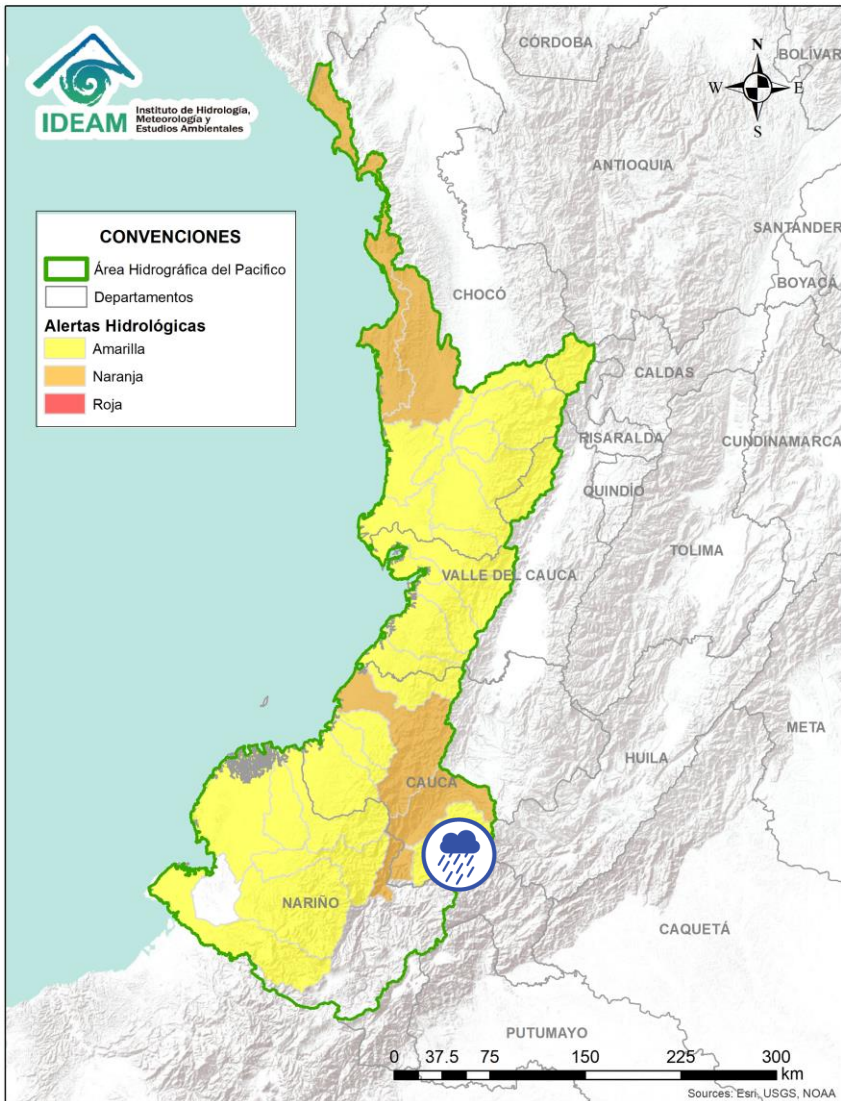 IDEAM
Instituto de Hidrología,
Meteorología y
Estudios Ambientales
N
W
E
S
CÓRDOBA
BOLÍVAR
ANTIOQUIA
SANTANDER
BOYACÁ
CHOCÓ
CONVENCIONES
Área Hidrográfica del Pacifico
Departamentos
Alertas Hidrológicas
Amarilla
Naranja
Roja
CALDAS
RISARALDA
CUNDINAMARCA
QUINDÍO
TOLIMA
VALLE DEL CAUCA
META
HUILA
CAUCA
NARIÑO
CAQUETÁ
PUTUMAYO
0 37.5 75 150 225 300
km
Sources: Esri, USGS, NOAA